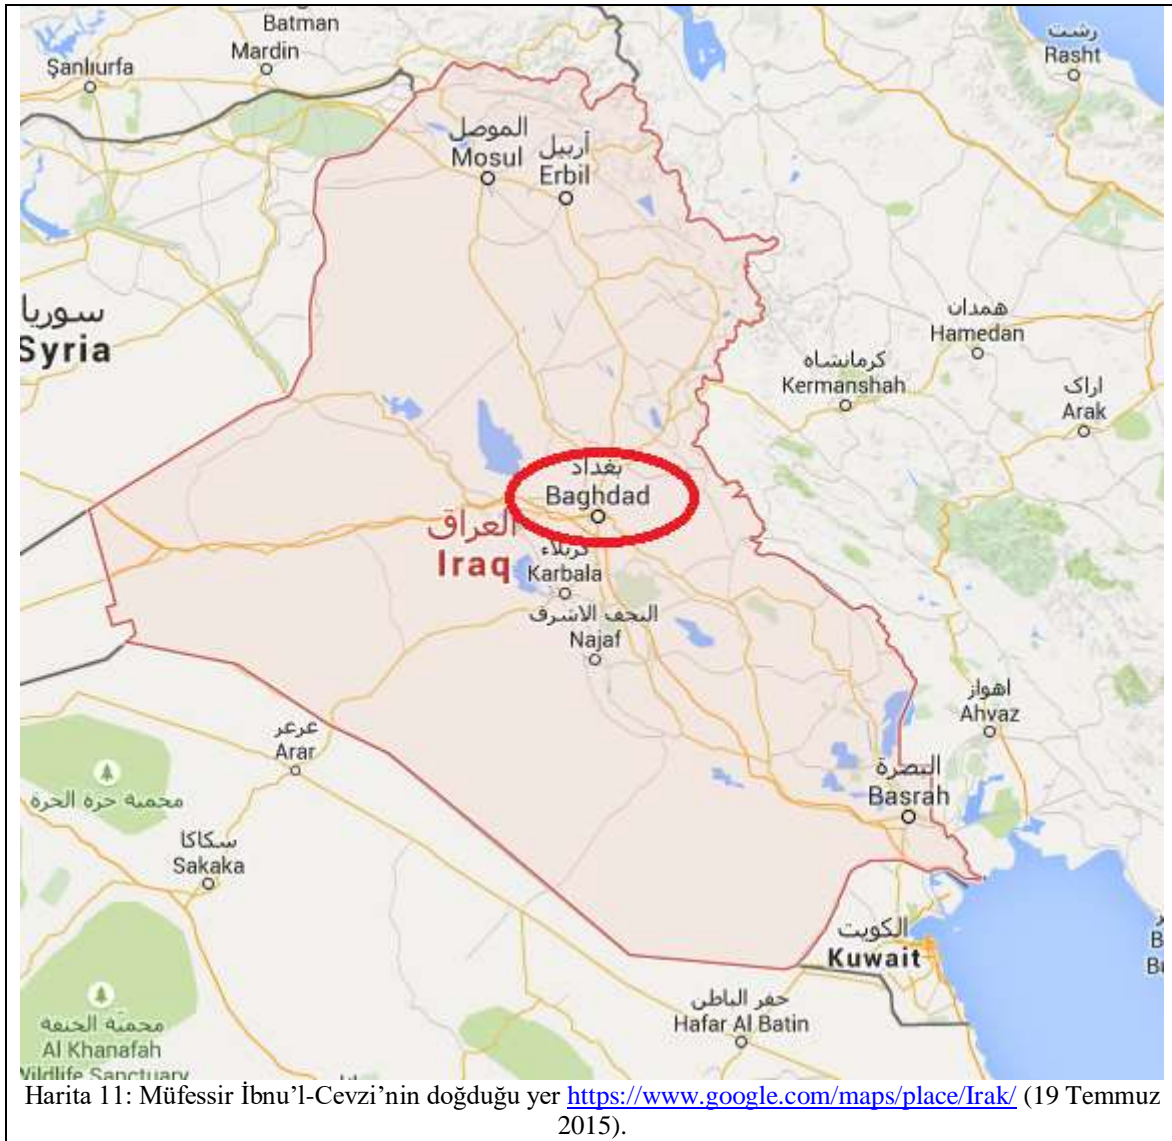 Batman
Mardin
Şanlıurfa
رشت
Rasht
الموصل
Mosul
أربيل
Erbil
سوريا
Syria
همدان
Hamedan
کرمانشاه
Kermanshah
اراک
Arak
بغداد
Baghdad
العراق
Iraq
كربلاء
Karbala
النجف الاشرف
Najaf
اهواز
Ahvaz
عرعر
Arar
البصرة
Basrah
محمية حرة الحرة
سكاكا
Sakaka
الكويت
Kuwait
حفر الباطن
Hafar Al Batin
محمية الخنفة
Al Khanafah
Wildlife Sanctuary
Harita 11: Müfessir İbnu’l-Cevzi’nin doğduğu yer https://www.google.com/maps/place/Irak/ (19 Temmuz
2015).